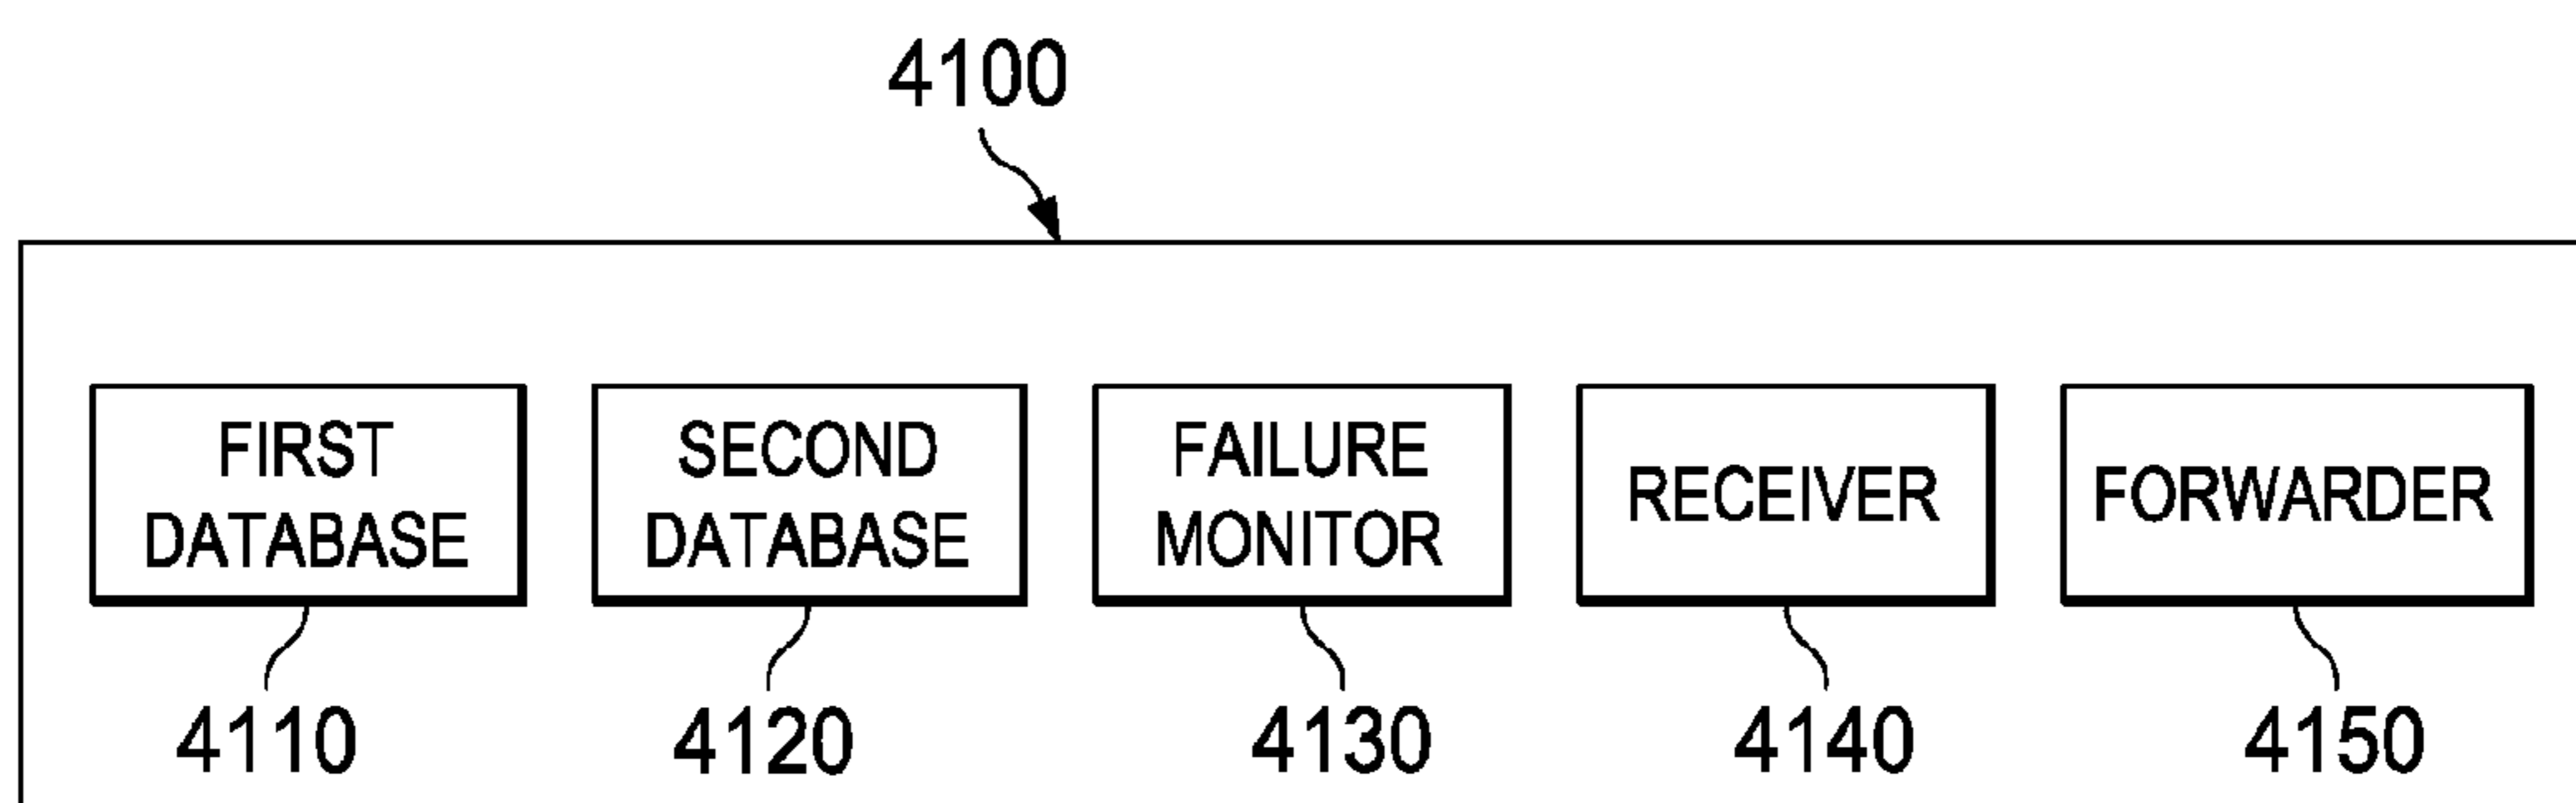 4100
FIRST
DATABASE
SECOND
DATABASE
FAILURE
MONITOR
RECEIVER
FORWARDER
4110
4120
4130
4140
4150